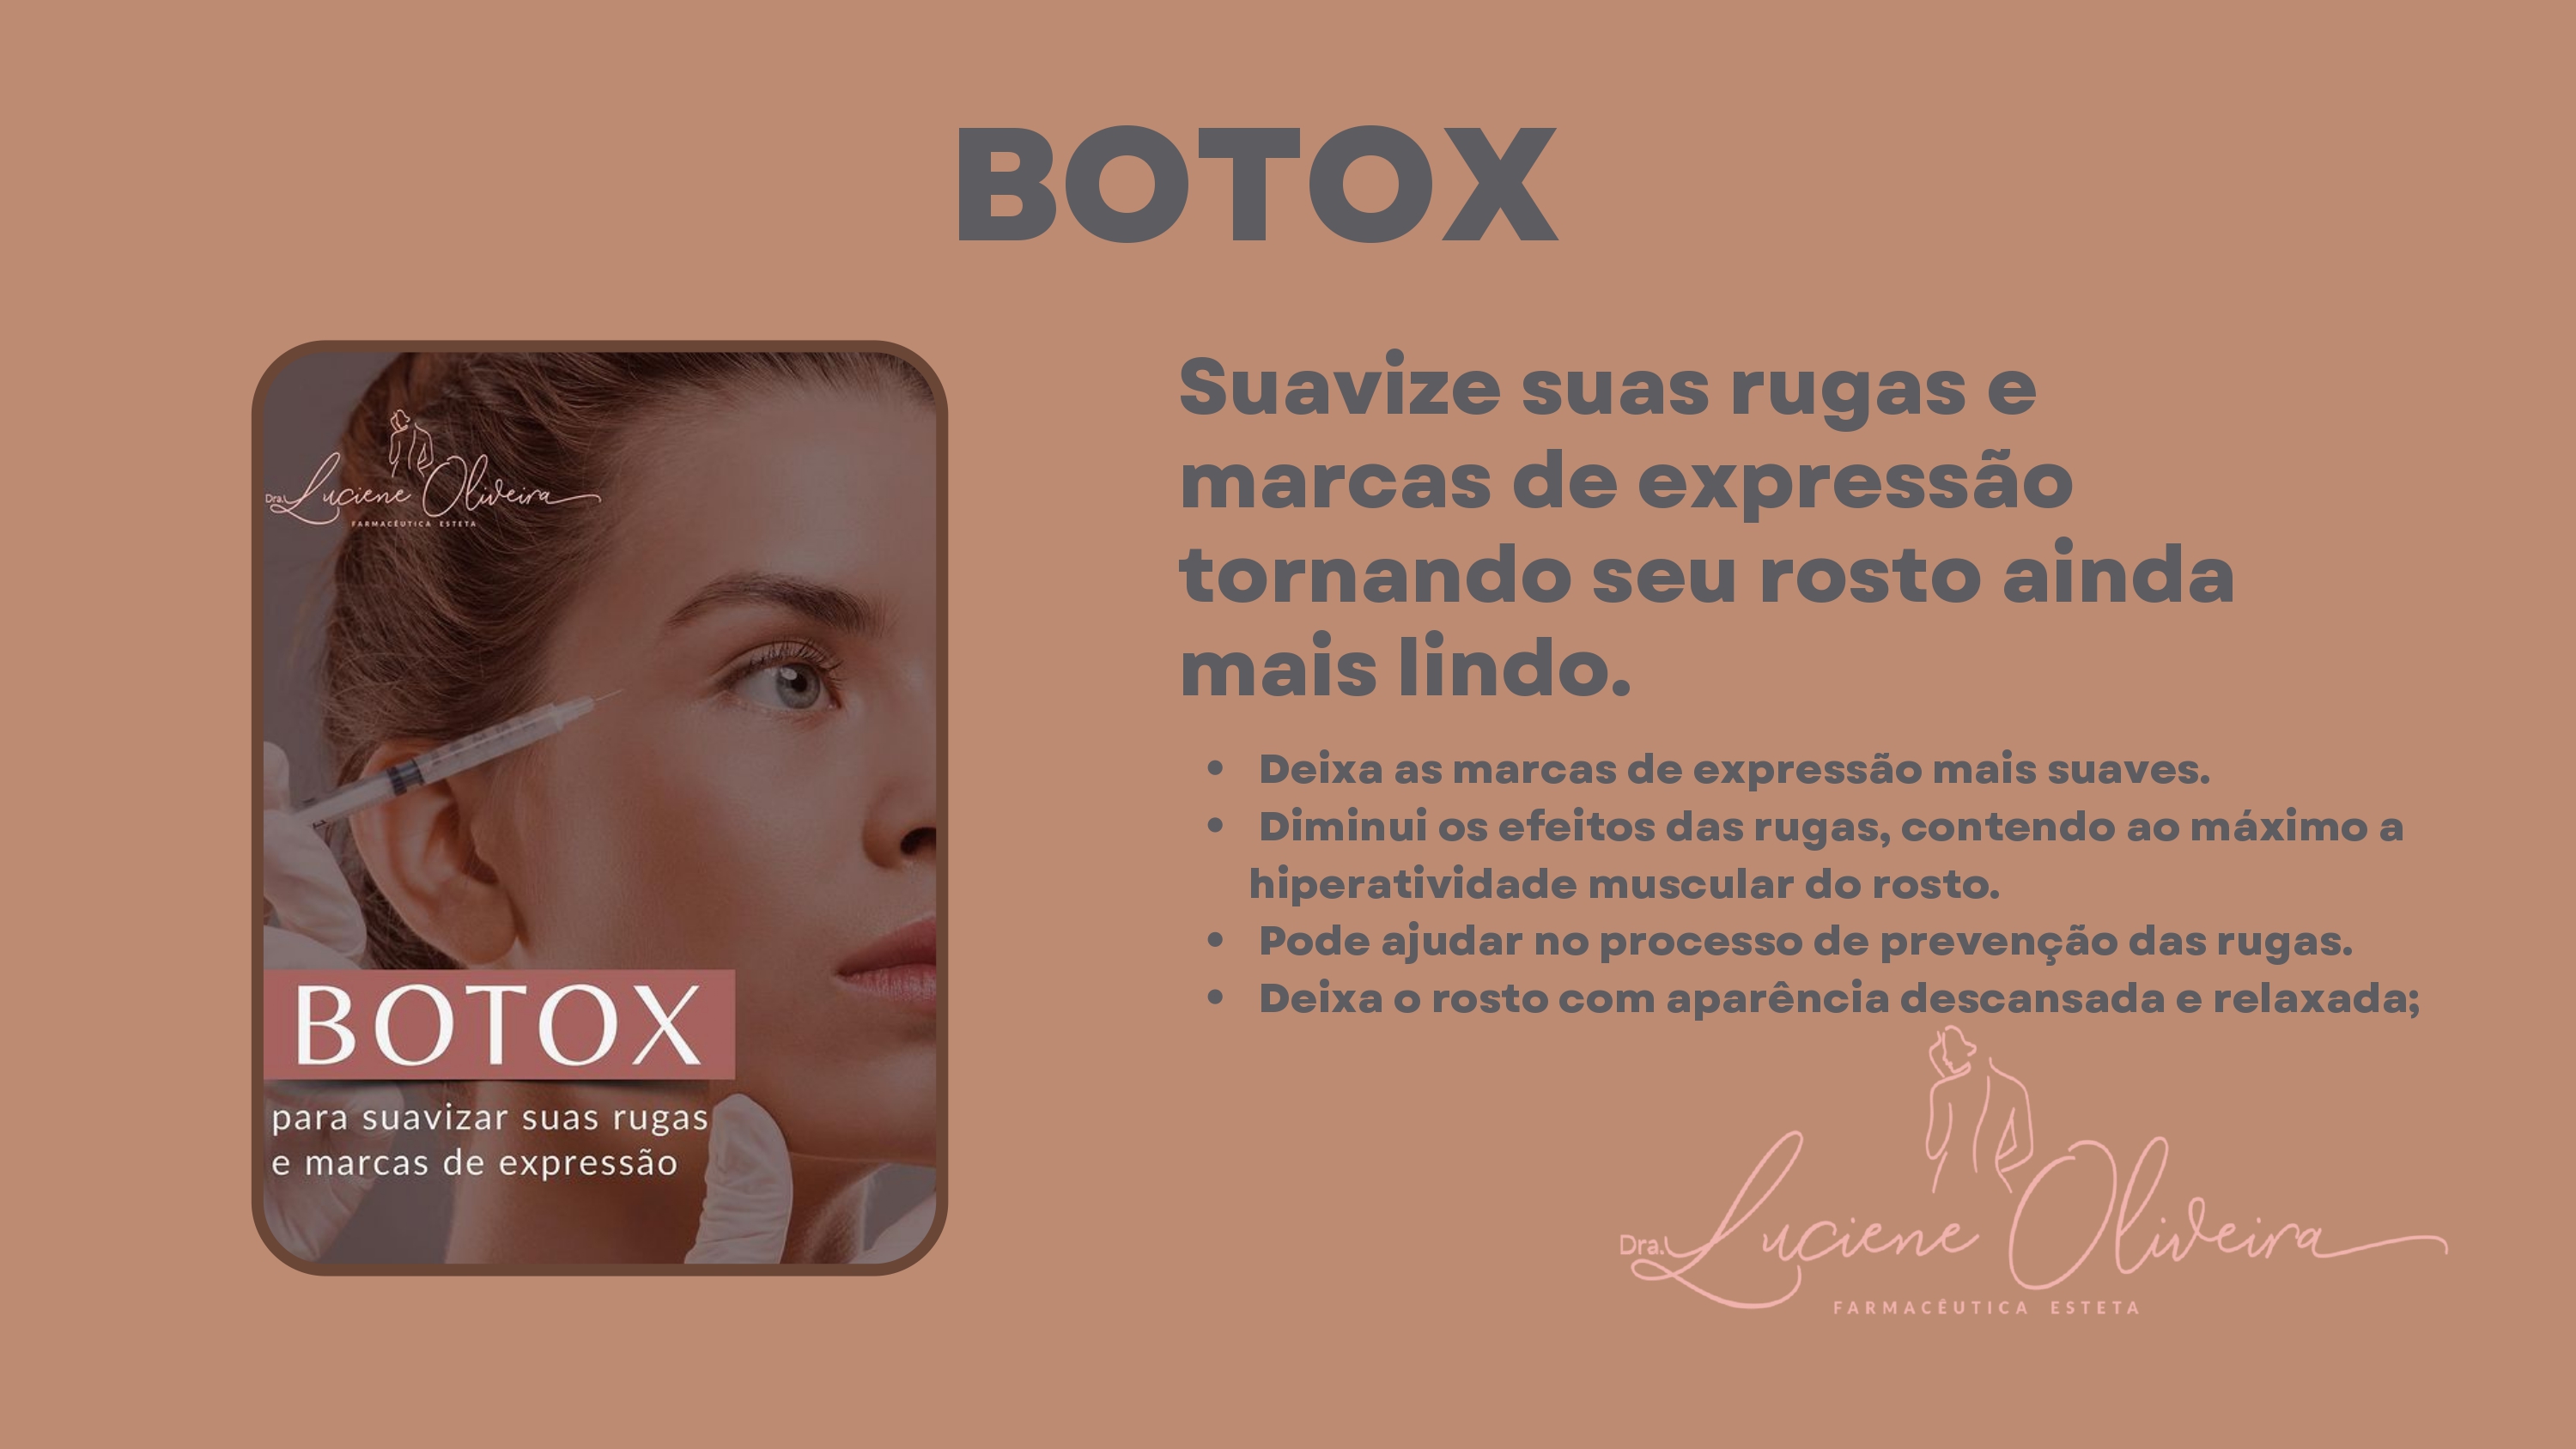 BOTOX
Dra. Luciene Oliveira
FARMACÊUTICA ESTETA
BOTOX
para suavizar suas rugas
e marcas de expressão
Suavize suas rugas e
marcas de expressão
tornando seu rosto ainda
mais lindo.
• Deixa as marcas de expressão mais suaves.
• Diminui os efeitos das rugas, contendo ao máximo a
hiperatividade muscular do rosto.
• Pode ajudar no processo de prevenção das rugas.
• Deixa o rosto com aparência descansada e relaxada;
Dra. Luciene Oliveira
FARMACÊUTICA ESTETA